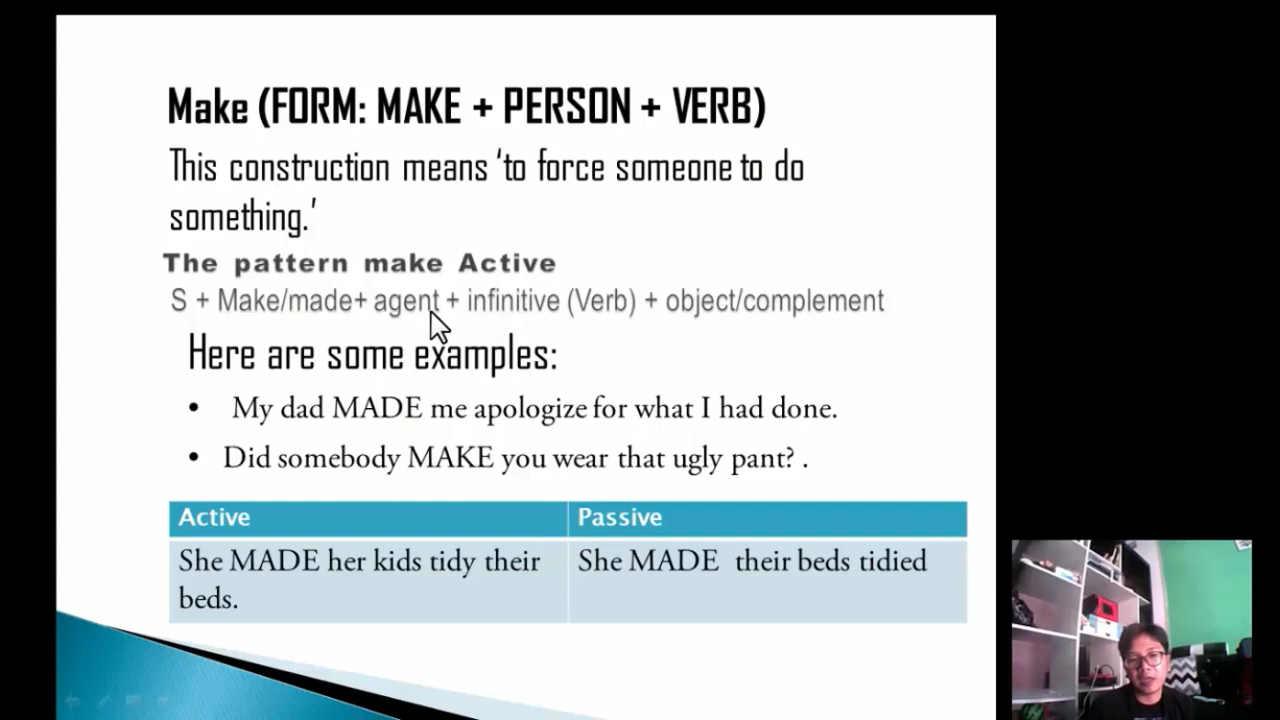 Make (FORM: MAKE + PERSON + VERB)
This construction means ‘to force someone to do
something.’
The pattern make Active
S + Make/made+ agent + infinitive (Verb) + object/complement
Here are some examples:
• My dad MADE me apologize for what I had done.
• Did somebody MAKE you wear that ugly pant? .
Active Passive
She MADE her kids tidy their She MADE their beds tidied
beds.